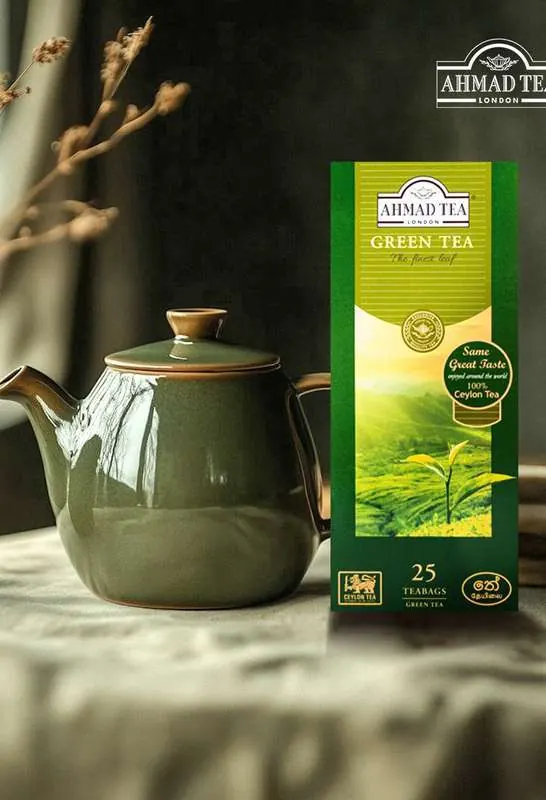 AHMAD TEA
LONDON
AHMAD TEA
LONDON
GREEN TEA
The finest leaf
Same
Great Taste
enjoyed around the world
100%
Ceylon Tea
25
TEABAGS
GREEN TEA
CEYLON TEA
තේ
தேயிலை